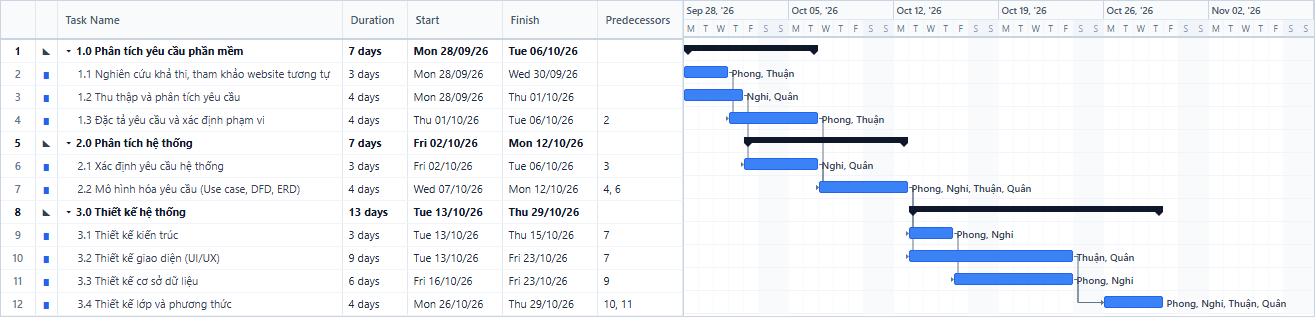 Task Name Duration Start Finish Predecessors Sep 28, '26 Oct 05, '26 Oct 12, '26 Oct 19, '26 Oct 26, '26 Nov 02, '26
M T W T F S S M T W T F S S M T W T F S S M T W T F S S M T W T F S S M T W T F S S
1 1.0 Phân tích yêu cầu phần mềm 7 days Mon 28/09/26 Tue 06/10/26
2 1.1 Nghiên cứu khả thi, tham khảo website tương tự 3 days Mon 28/09/26 Wed 30/09/26 Phong, Thuận
3 1.2 Thu thập và phân tích yêu cầu 4 days Mon 28/09/26 Thu 01/10/26 Nghi, Quân
4 1.3 Đặc tả yêu cầu và xác định phạm vi 4 days Thu 01/10/26 Tue 06/10/26 2 Phong, Thuận
5 2.0 Phân tích hệ thống 7 days Fri 02/10/26 Mon 12/10/26
6 2.1 Xác định yêu cầu hệ thống 3 days Fri 02/10/26 Tue 06/10/26 3 Nghi, Quân
7 2.2 Mô hình hóa yêu cầu (Use case, DFD, ERD) 4 days Wed 07/10/26 Mon 12/10/26 4, 6 Phong, Nghi, Thuận, Quân
8 3.0 Thiết kế hệ thống 13 days Tue 13/10/26 Thu 29/10/26
9 3.1 Thiết kế kiến trúc 3 days Tue 13/10/26 Thu 15/10/26 7 Phong, Nghi
10 3.2 Thiết kế giao diện (UI/UX) 9 days Tue 13/10/26 Fri 23/10/26 7 Thuận, Quân
11 3.3 Thiết kế cơ sở dữ liệu 6 days Fri 16/10/26 Fri 23/10/26 9 Phong, Nghi
12 3.4 Thiết kế lớp và phương thức 4 days Mon 26/10/26 Thu 29/10/26 10, 11 Phong, Nghi, Thuận, Quân